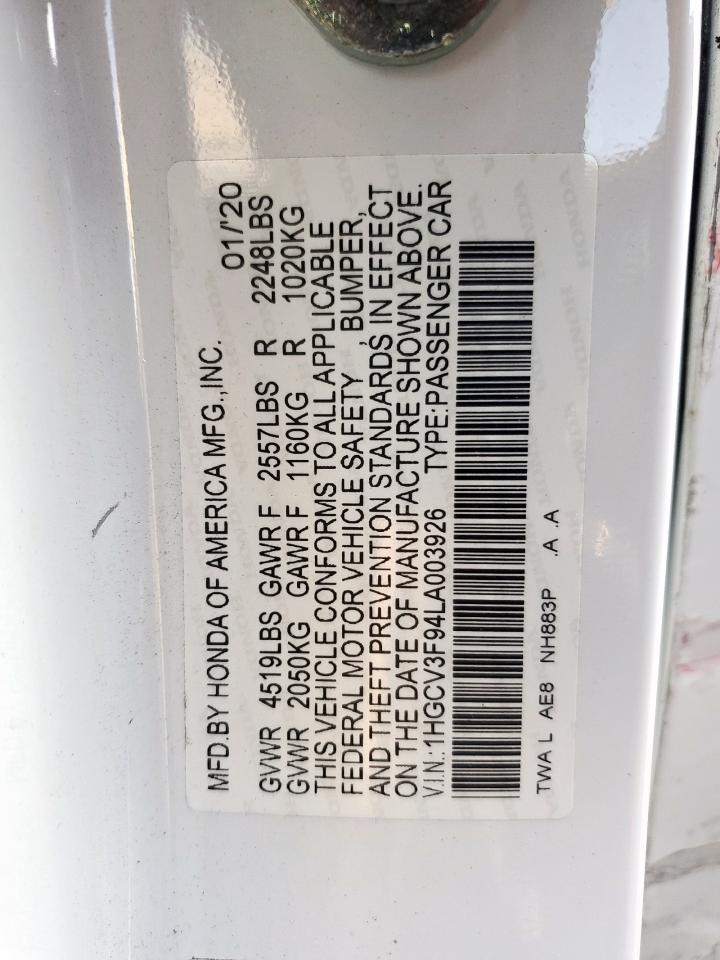 MFD.BY HONDA OF AMERICA MFG.,INC. 01/'20
GVWR 4519LBS GAWR F 2557LBS R 2248LBS
GVWR 2050KG GAWR F 1160KG R 1020KG
THIS VEHICLE CONFORMS TO ALL APPLICABLE
FEDERAL MOTOR VEHICLE SAFETY , BUMPER,
AND THEFT PREVENTION STANDARDS, IN EFFECT
ON THE DATE OF MANUFACTURE SHOWN ABOVE.
V.I.N.:1HGCV3F94LA003926 TYPE:PASSENGER CAR
TWA L AE8 NH883P .A .A